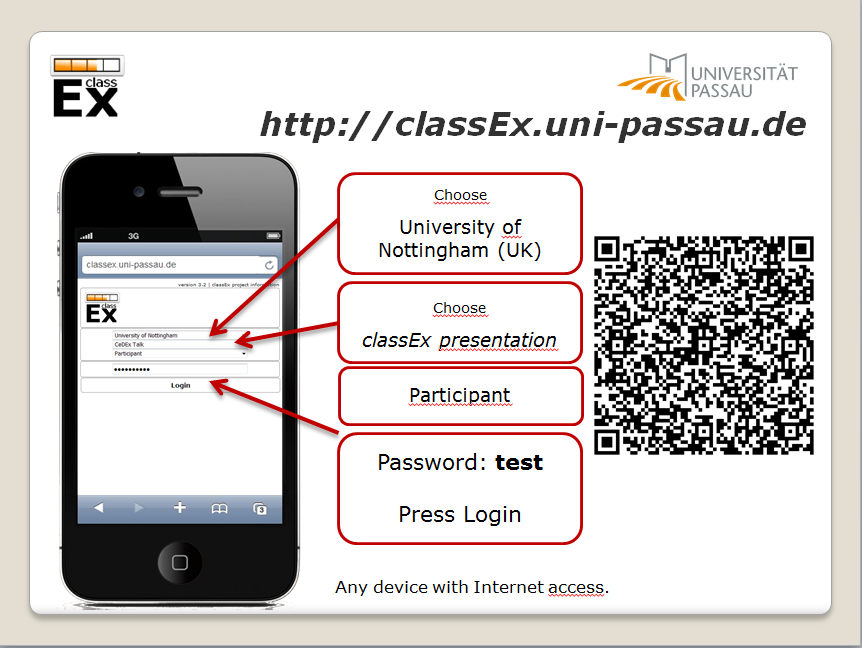 class
Ex
UNIVERSITÄT
PASSAU
http://classEx.uni-passau.de
3G
classex.uni-passau.de
version 3.2 | classEx project information
class
Ex
University of Nottingham
CeDEx Talk
Participant
••••••••••
Login
3
Choose
University of
Nottingham (UK)
Choose
classEx presentation
Participant
Password: test
Press Login
Any device with Internet access.